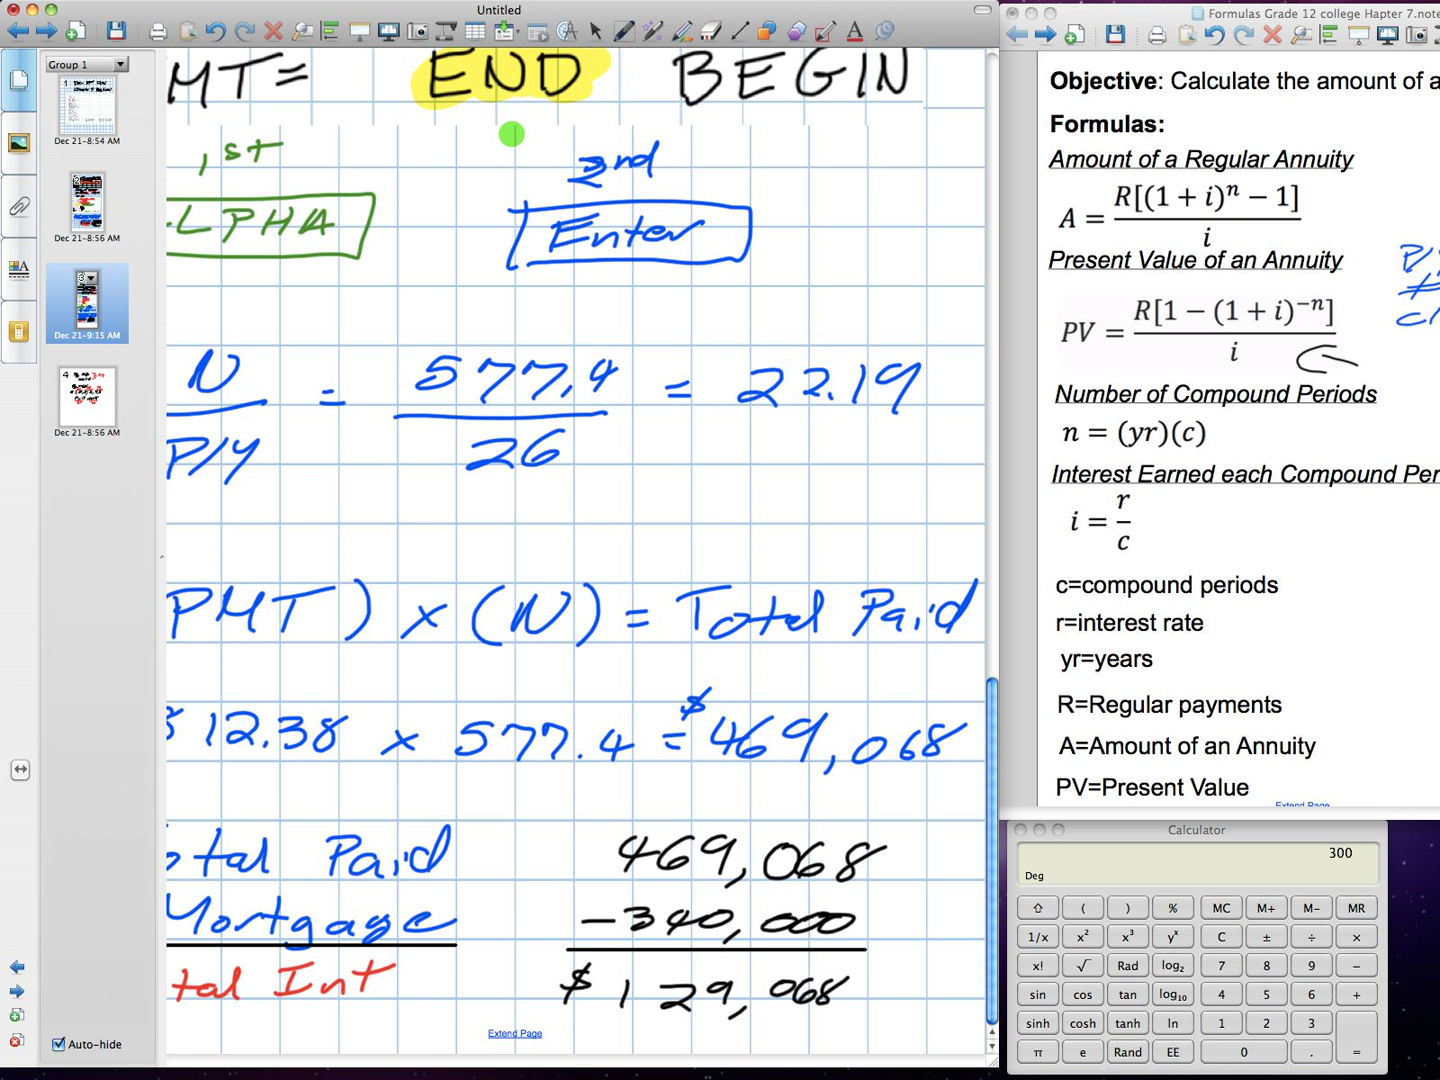 Untitled
Group 1
Dec 21-8:54 AM
Dec 21-8:56 AM
Dec 21-9:15 AM
4
Dec 21-8:56 AM
Auto-hide
MT= END BEGIN
1st 2nd
LPHA Enter
N / P/Y = 577.4 / 26 = 22.19
PMT) x (N) = Total Paid
12.38 x 577.4 = $469,068
otal Paid 469,068
Mortgage -340,000
tal Int $129,068
Extend Page
Formulas Grade 12 college Hapter 7.note
Objective: Calculate the amount of a
Formulas:
Amount of a Regular Annuity
A = R[(1 + i)ⁿ − 1] / i
Present Value of an Annuity
PV = R[1 − (1 + i)⁻ⁿ] / i
Number of Compound Periods
n = (yr)(c)
Interest Earned each Compound Per
i = r / c
c=compound periods
r=interest rate
yr=years
R=Regular payments
A=Amount of an Annuity
PV=Present Value
Extend Page
Calculator
300
Deg
( ) % MC M+ M− MR
1/x x² x³ yˣ C ± ÷ ×
x! √ Rad log₂ 7 8 9 −
sin cos tan log₁₀ 4 5 6 +
sinh cosh tanh ln 1 2 3
π e Rand EE 0 . =